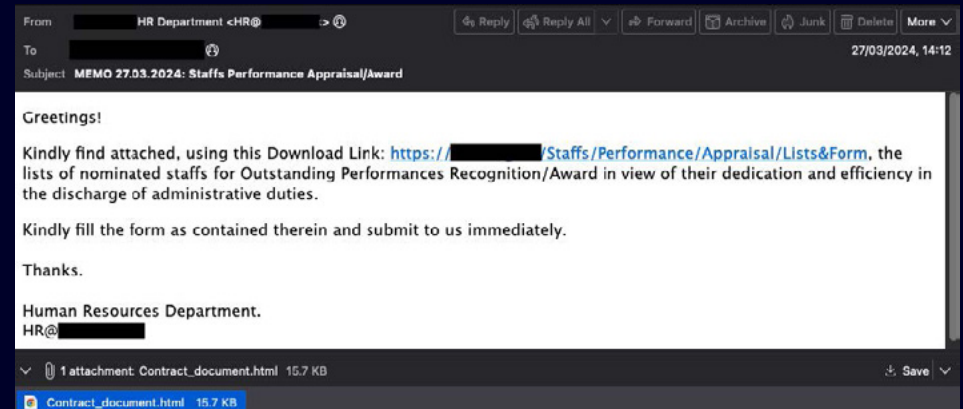 From HR Department <HR@ > Reply Reply All Forward Archive Junk Delete More
To 27/03/2024, 14:12
Subject MEMO 27.03.2024: Staffs Performance Appraisal/Award
Greetings!
Kindly find attached, using this Download Link: https:// /Staffs/Performance/Appraisal/Lists&Form, the
lists of nominated staffs for Outstanding Performances Recognition/Award in view of their dedication and efficiency in
the discharge of administrative duties.
Kindly fill the form as contained therein and submit to us immediately.
Thanks.
Human Resources Department.
HR@
1 attachment: Contract_document.html 15.7 KB Save
Contract_document.html 15.7 KB